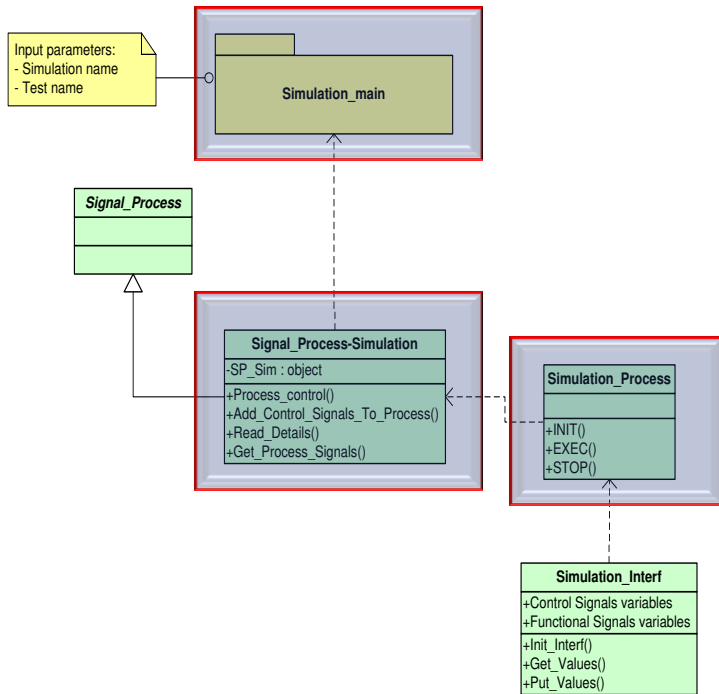 Input parameters:
- Simulation name
- Test name
Simulation_main
Signal_Process
Signal_Process-Simulation
-SP_Sim : object
+Process_control()
+Add_Control_Signals_To_Process()
+Read_Details()
+Get_Process_Signals()
Simulation_Process
+INIT()
+EXEC()
+STOP()
Simulation_Interf
+Control Signals variables
+Functional Signals variables
+Init_Interf()
+Get_Values()
+Put_Values()